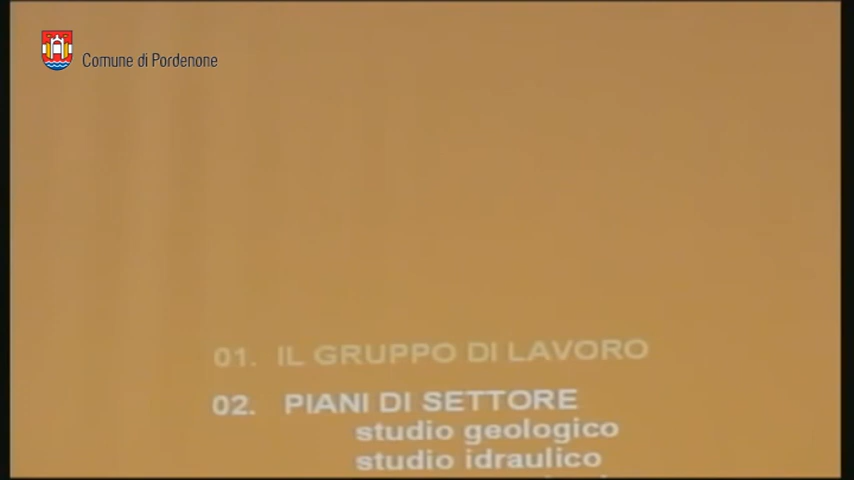 Comune di Pordenone
01. IL GRUPPO DI LAVORO
02. PIANI DI SETTORE
studio geologico
studio idraulico